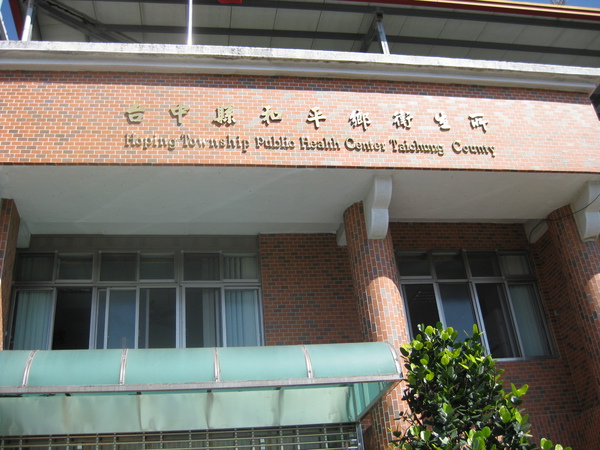 台中縣和平鄉衛生所
Hoping Township Public Health Center Taichung County